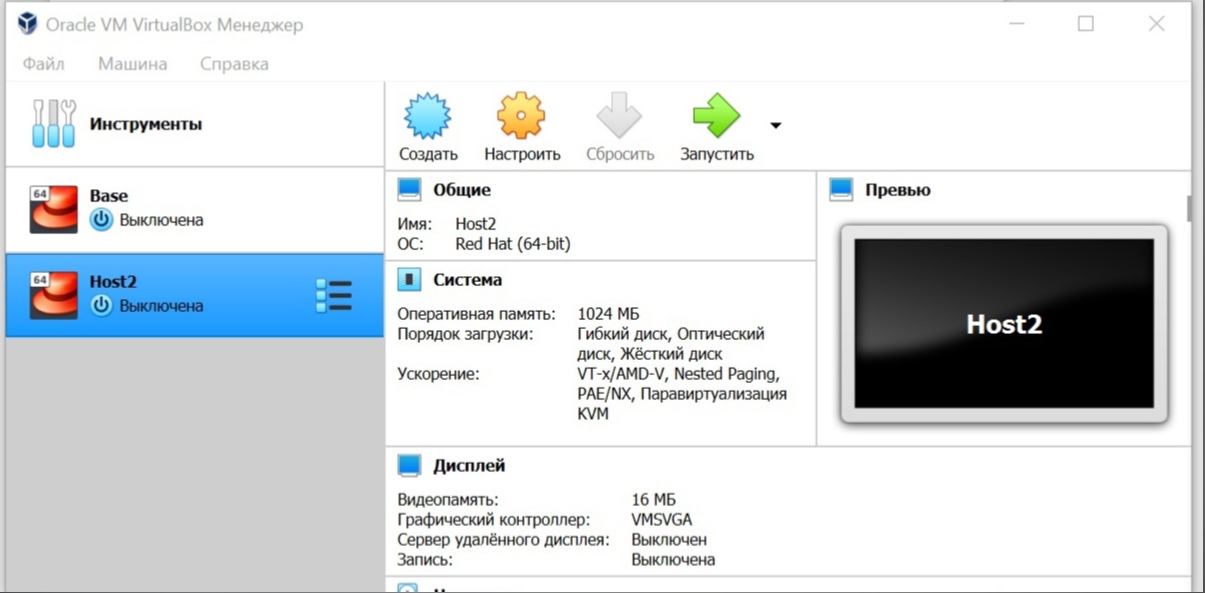 Oracle VM VirtualBox Менеджер
Файл Машина Справка
Инструменты
Создать Настроить Сбросить Запустить
64
Base
Выключена
64
Host2
Выключена
Общие
Имя: Host2
ОС: Red Hat (64-bit)
Система
Оперативная память: 1024 МБ
Порядок загрузки: Гибкий диск, Оптический
диск, Жёсткий диск
Ускорение: VT-x/AMD-V, Nested Paging,
PAE/NX, Паравиртуализация
KVM
Превью
Host2
Дисплей
Видеопамять: 16 МБ
Графический контроллер: VMSVGA
Сервер удалённого дисплея: Выключен
Запись: Выключена